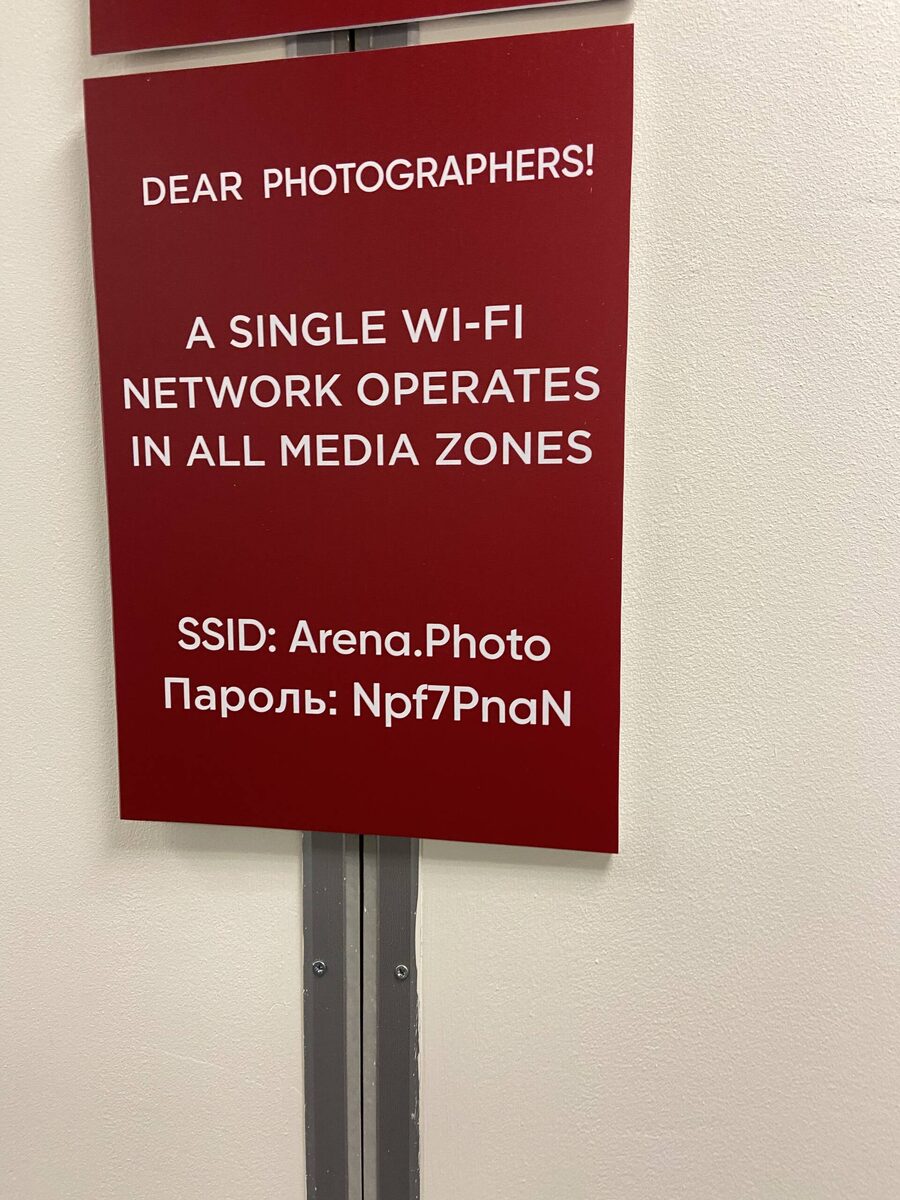 DEAR PHOTOGRAPHERS!
A SINGLE WI-FI
NETWORK OPERATES
IN ALL MEDIA ZONES
SSID: Arena.Photo
Пароль: Npf7PnaN